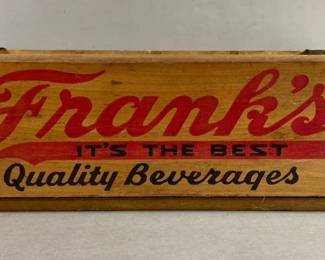 Frank's
IT'S THE BEST
Quality Beverages